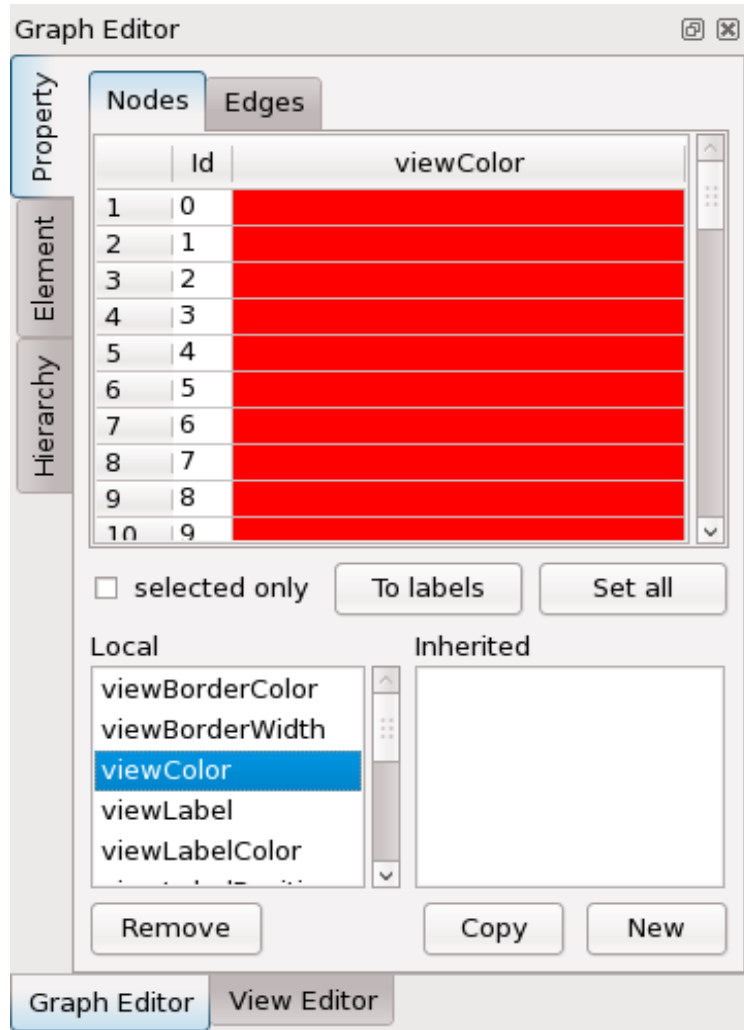 Graph Editor
Property
Element
Hierarchy
Nodes Edges
Id viewColor
1 0
2 1
3 2
4 3
5 4
6 5
7 6
8 7
9 8
10 9
selected only To labels Set all
Local Inherited
viewBorderColor
viewBorderWidth
viewColor
viewLabel
viewLabelColor
Remove Copy New
Graph Editor View Editor